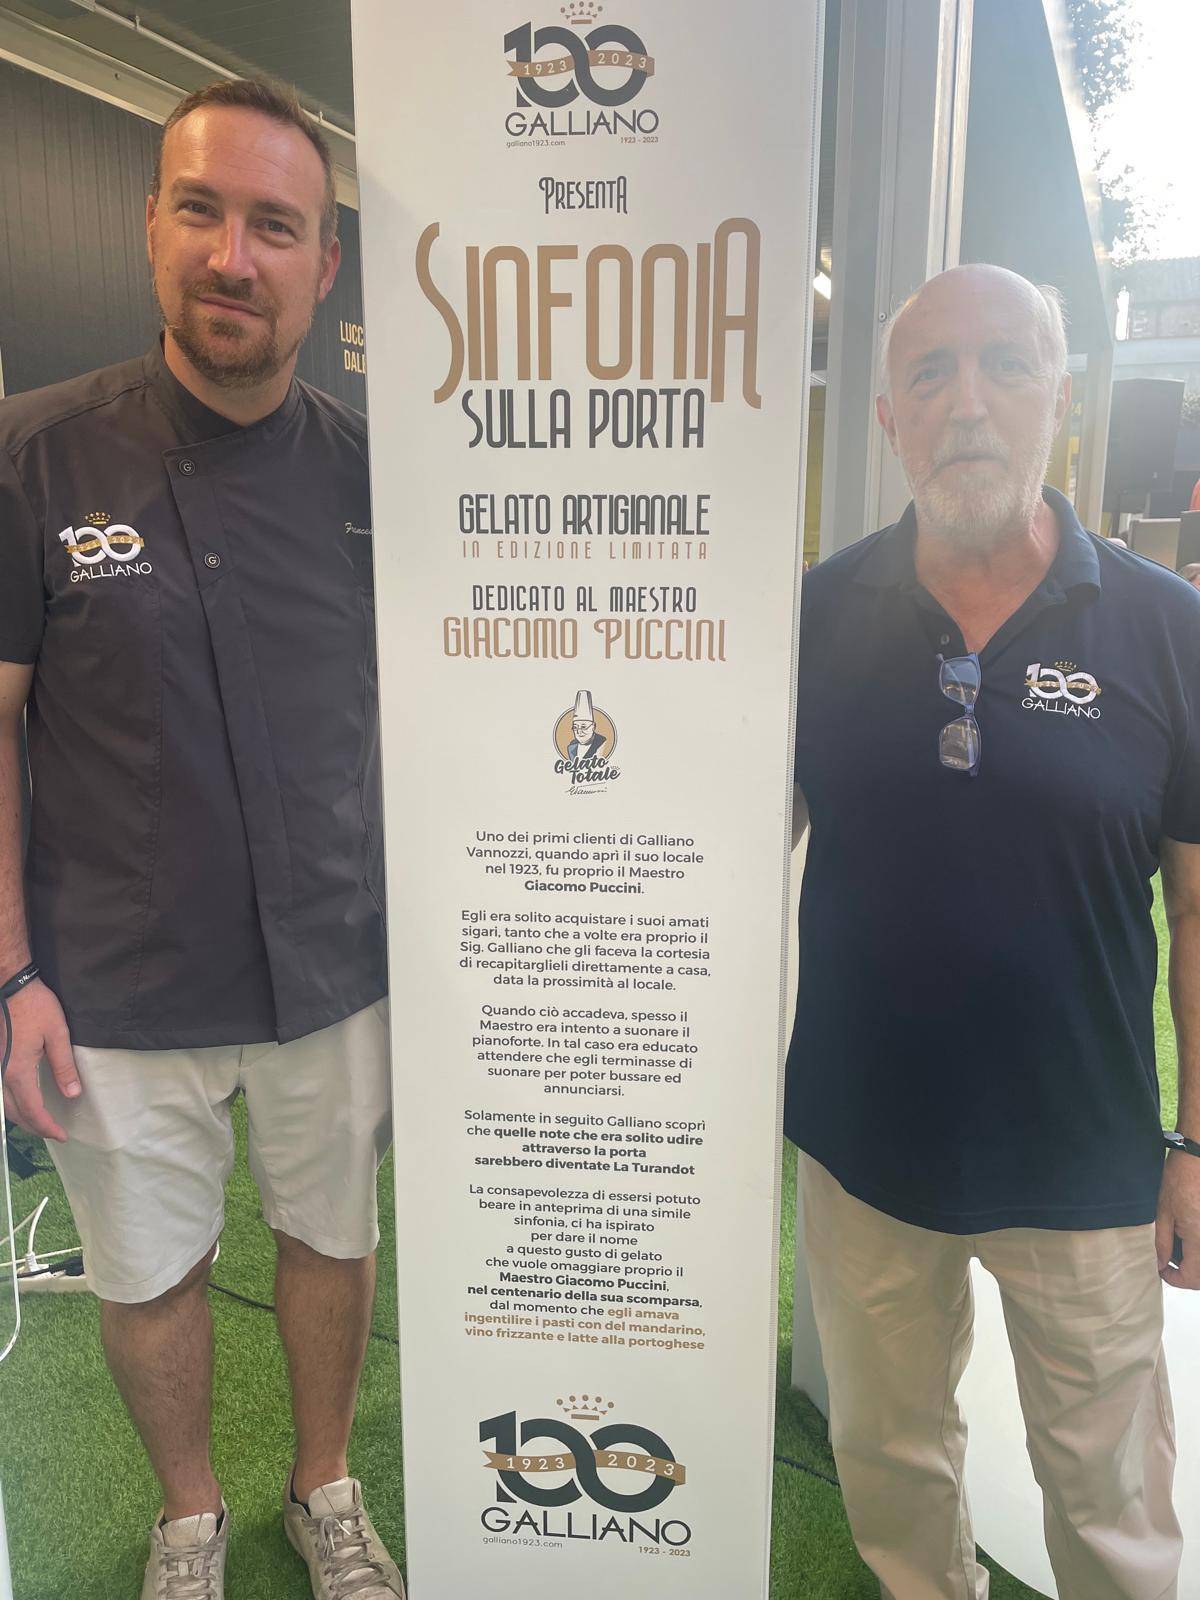 1923 2023
GALLIANO
galliano1923.com 1923 - 2023
PRESENTA
SINFONIA
SULLA PORTA
GELATO ARTIGIANALE
IN EDIZIONE LIMITATA
DEDICATO AL MAESTRO
GIACOMO PUCCINI
Gelato
Totale
Uno dei primi clienti di Galliano
Vannozzi, quando aprì il suo locale
nel 1923, fu proprio il Maestro
Giacomo Puccini.
Egli era solito acquistare i suoi amati
sigari, tanto che a volte era proprio il
Sig. Galliano che gli faceva la cortesia
di recapitarglieli direttamente a casa,
data la prossimità al locale.
Quando ciò accadeva, spesso il
Maestro era intento a suonare il
pianoforte. In tal caso era educato
attendere che egli terminasse di
suonare per poter bussare ed
annunciarsi.
Solamente in seguito Galliano scoprì
che quelle note che era solito udire
attraverso la porta
sarebbero diventate La Turandot
La consapevolezza di essersi potuto
beare in anteprima di una simile
sinfonia, ci ha ispirato
per dare il nome
a questo gusto di gelato
che vuole omaggiare proprio il
Maestro Giacomo Puccini,
nel centenario della sua scomparsa,
dal momento che egli amava
ingentilire i pasti con del mandarino,
vino frizzante e latte alla portoghese
100
1923 2023
GALLIANO
galliano1923.com
1923 - 2023
100
1923 2023
GALLIANO
G
G
100
1923 2023
GALLIANO
LUCC
DAL
24